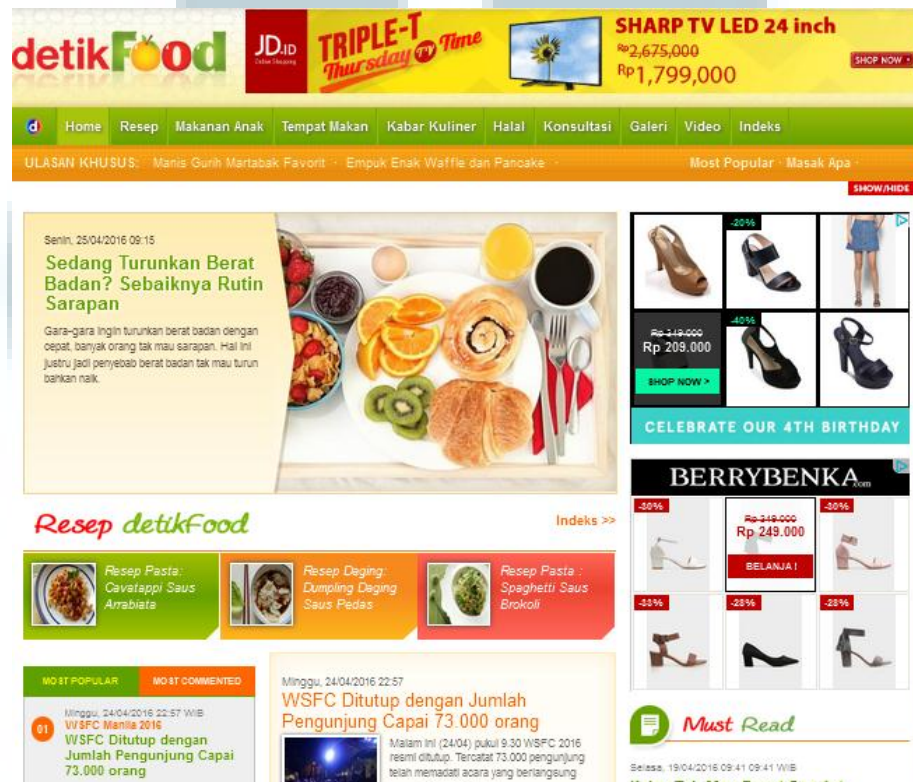 detikFood
JD.ID
Online Shopping
TRIPLE-T
Thursday TV Time
SHARP TV LED 24 inch
Rp2,675,000
Rp1,799,000
SHOP NOW
Home Resep Makanan Anak Tempat Makan Kabar Kuliner Halal Konsultasi Galeri Video Indeks
ULASAN KHUSUS: Manis Gurih Martabak Favorit · Empuk Enak Waffle dan Pancake ·
Most Popular · Masak Apa ·
SHOW/HIDE
Senin, 25/04/2016 09:15
Sedang Turunkan Berat
Badan? Sebaiknya Rutin
Sarapan
Gara-gara ingin turunkan berat badan dengan
cepat, banyak orang tak mau sarapan. Hal ini
justru jadi penyebab berat badan tak mau turun
bahkan naik.
-20%
Rp 349.000
Rp 209.000
SHOP NOW >
-40%
CELEBRATE OUR 4TH BIRTHDAY
BERRYBENKA.com
-30%
Rp 349.000
Rp 249.000
BELANJA !
-30%
-33%
-28%
-28%
Resep detikFood
Indeks >>
Resep Pasta:
Cavatappi Saus
Arrabiata
Resep Daging:
Dumpling Daging
Saus Pedas
Resep Pasta :
Spaghetti Saus
Brokoli
MOST POPULAR
MOST COMMENTED
01
Minggu, 24/04/2016 22:57 WIB
WSFC Manila 2016
WSFC Ditutup dengan
Jumlah Pengunjung Capai
73.000 orang
Minggu, 24/04/2016 22:57
WSFC Ditutup dengan Jumlah
Pengunjung Capai 73.000 orang
Malam ini (24/04) pukul 9.30 WSFC 2016
resmi ditutup. Tercatat 73.000 pengunjung
telah memadati acara yang berlangsung
Must Read
Selasa, 19/04/2016 09:41 09:41 WIB